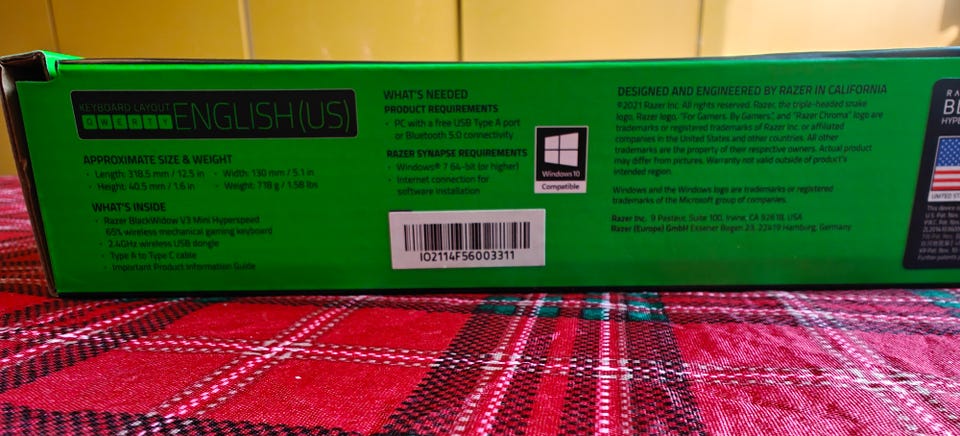 KEYBOARD LAYOUT
QWERTY
ENGLISH (US)
APPROXIMATE SIZE & WEIGHT
• Length: 318.5 mm / 12.5 in • Width: 130 mm / 5.1 in
• Height: 40.5 mm / 1.6 in • Weight: 718 g / 1.58 lbs
WHAT'S INSIDE
• Razer BlackWidow V3 Mini Hyperspeed
65% wireless mechanical gaming keyboard
• 2.4GHz wireless USB dongle
• Type A to Type C cable
• Important Product Information Guide
WHAT'S NEEDED
PRODUCT REQUIREMENTS
• PC with a free USB Type A port
or Bluetooth 5.0 connectivity
RAZER SYNAPSE REQUIREMENTS
• Windows® 7 64-bit (or higher)
• Internet connection for
software installation
Windows 10
Compatible
IO2114F56003311
DESIGNED AND ENGINEERED BY RAZER IN CALIFORNIA
©2021 Razer Inc. All rights reserved. Razer, the triple-headed snake
logo, Razer logo, "For Gamers. By Gamers.", and "Razer Chroma" logo are
trademarks or registered trademarks of Razer Inc. or affiliated
companies in the United States and other countries. All other
trademarks are the property of their respective owners. Actual product
may differ from pictures. Warranty not valid outside of product's
intended region.
Windows and the Windows logo are trademarks or registered
trademarks of the Microsoft group of companies.
Razer Inc. 9 Pasteur, Suite 100, Irvine, CA 92618, USA
Razer (Europe) GmbH Essener Bogen 23, 22419 Hamburg, Germany
RA
BL
HYPE
UNITED ST
This device
U.S. Pat. Nos.